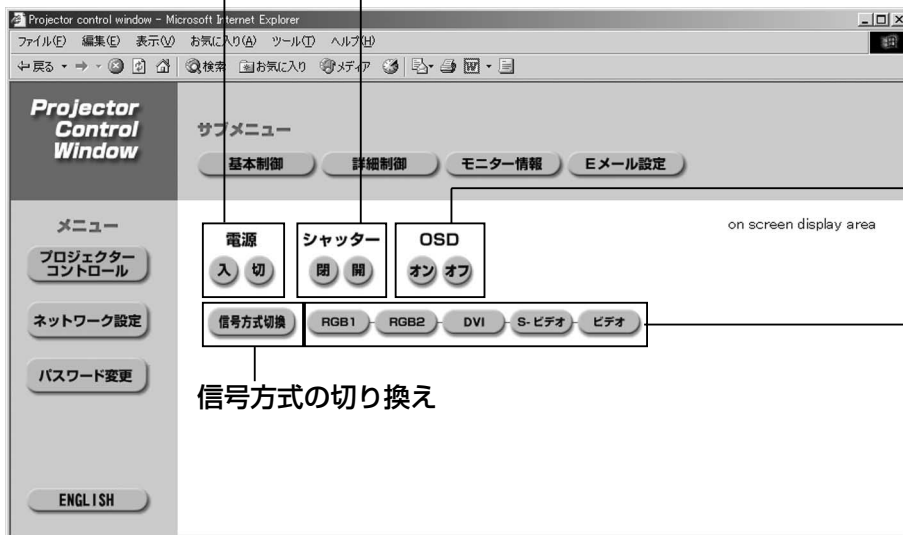 Projector control window - Microsoft Internet Explorer
ファイル(F) 編集(E) 表示(V) お気に入り(A) ツール(T) ヘルプ(H)
戻る 検索 お気に入り メディア
Projector
Control
Window
サブメニュー
基本制御 詳細制御 モニター情報 Eメール設定
メニュー
プロジェクター
コントロール
ネットワーク設定
パスワード変更
ENGLISH
電源 シャッター OSD
入 切 閉 開 オン オフ
on screen display area
信号方式切換 RGB1 RGB2 DVI S-ビデオ ビデオ
信号方式の切り換え